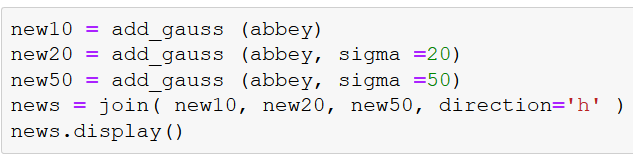 new10 = add_gauss (abbey)
new20 = add_gauss (abbey, sigma =20)
new50 = add_gauss (abbey, sigma =50)
news = join( new10, new20, new50, direction='h' )
news.display()